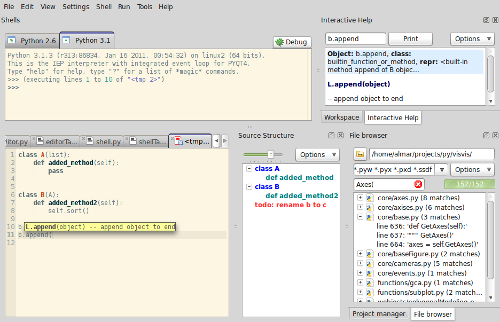 File Edit View Settings Shell Run Tools Help
Shells
Python 2.6
Python 3.1
Debug
Python 3.1.3 (r313:86834, Jan 16 2011, 00:54:32) on linux2 (64 bits).
This is the IEP interpreter with integrated event loop for PYQT4.
Type "help" for help, type "?" for a list of *magic* commands.
>>> (executing lines 1 to 10 of "<tmp 2>")
>>>
Interactive Help
b.append
Print
Options
Object: b.append, class:
builtin_function_or_method, repr: <built-in
method append of B objec...
L.append(object)
-- append object to end
Workspace
Interactive Help
itor.py
editorTa...
shell.py
shellTa...
<tmp...
1 class A(list):
2 def added_method(self):
3 pass
4
5
6 class B(A):
7 def added_method2(self):
8 self.sort()
9
10 b L.append(object) -- append object to end
11 b.append(
12
Source Structure
Options
class A
def added_method
class B
def added_method2
todo: rename b to c
File browser
/home/almar/projects/py/visvis/
*.pyw *.pyx *.pxd *.ssdf
Options
Axes(
152/152
core/axes.py (8 matches)
core/axises.py (6 matches)
core/base.py (3 matches)
line 636: 'def GetAxes(self):'
line 637: '""" GetAxes()'
line 644: 'axes = self.GetAxes()'
core/baseFigure.py (2 matches)
core/cameras.py (5 matches)
core/events.py (1 matches)
functions/gca.py (1 matches)
functions/subplot.py (2 match...
Project manager
File browser